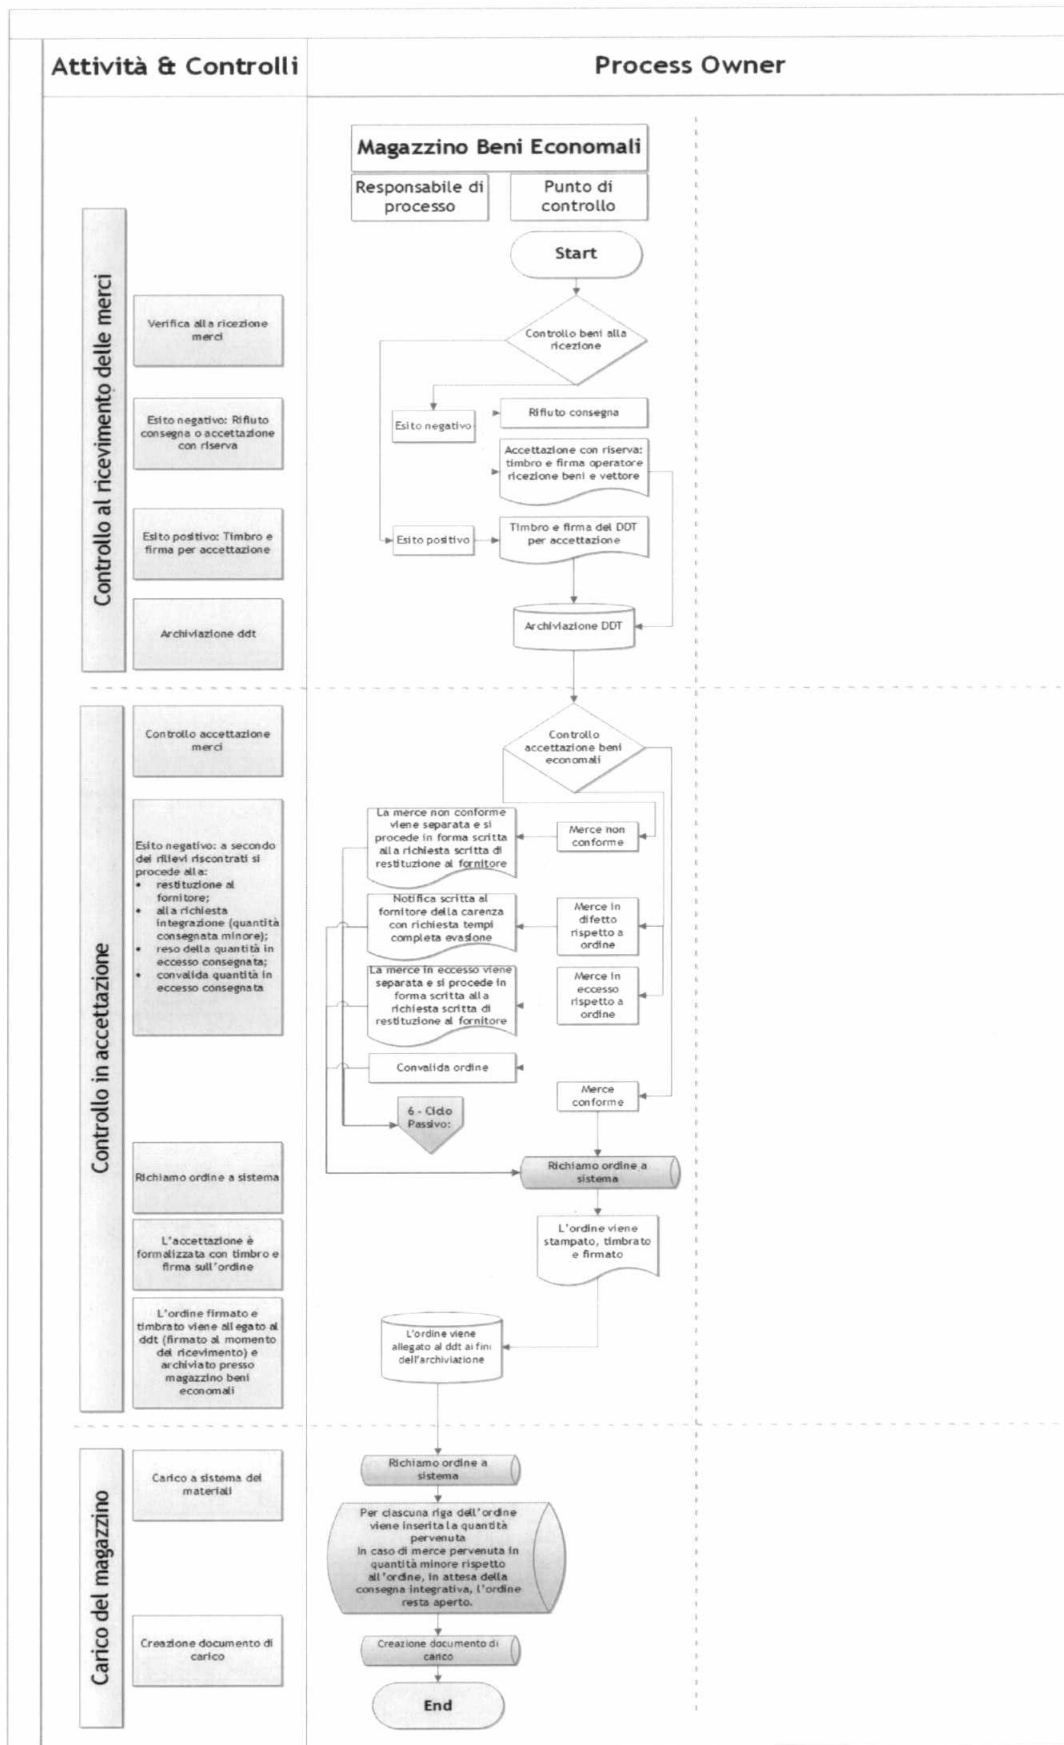 Attività & Controlli
Process Owner
Magazzino Beni Economali
Responsabile di
processo
Punto di
controllo
Start
Controllo al ricevimento delle merci
Verifica alla ricezione
merci
Controllo beni alla
ricezione
Esito negativo: Rifiuto
consegna o accettazione
con riserva
Esito negativo
Rifiuto consegna
Accettazione con riserva:
timbro e firma operatore
ricezione beni e vettore
Esito positivo: Timbro e
firma per accettazione
Esito positivo
Timbro e firma del DDT
per accettazione
Archiviazione ddt
Archiviazione DDT
Controllo in accettazione
Controllo accettazione
merci
Controllo
accettazione beni
economali
Esito negativo: a secondo
dei rilievi riscontrati si
procede alla:
• restituzione al
fornitore;
• alla richiesta
integrazione (quantità
consegnata minore);
• reso della quantità in
eccesso consegnata;
• convalida quantità in
eccesso consegnata
La merce non conforme
viene separata e si
procede in forma scritta
alla richiesta scritta di
restituzione al fornitore
Merce non
conforme
Notifica scritta al
fornitore della carenza
con richiesta tempi
completa evasione
Merce in
difetto
rispetto a
ordine
La merce in eccesso viene
separata e si procede in
forma scritta alla
richiesta scritta di
restituzione al fornitore
Merce in
eccesso
rispetto a
ordine
Convalida ordine
Merce
conforme
6 - Ciclo
Passivo:
Richiamo ordine a sistema
Richiamo ordine a
sistema
L'accettazione è
formalizzata con timbro e
firma sull'ordine
L'ordine viene
stampato, timbrato
e firmato
L'ordine firmato e
timbrato viene allegato al
ddt (firmato al momento
del ricevimento) e
archiviato presso
magazzino beni
economali
L'ordine viene
allegato al ddt ai fini
dell'archiviazione
Carico del magazzino
Carico a sistema dei
materiali
Richiamo ordine a
sistema
Per ciascuna riga dell'ordine
viene inserita la quantità
pervenuta
In caso di merce pervenuta in
quantità minore rispetto
all'ordine, in attesa della
consegna integrativa, l'ordine
resta aperto.
Creazione documento di
carico
Creazione documento di
carico
End